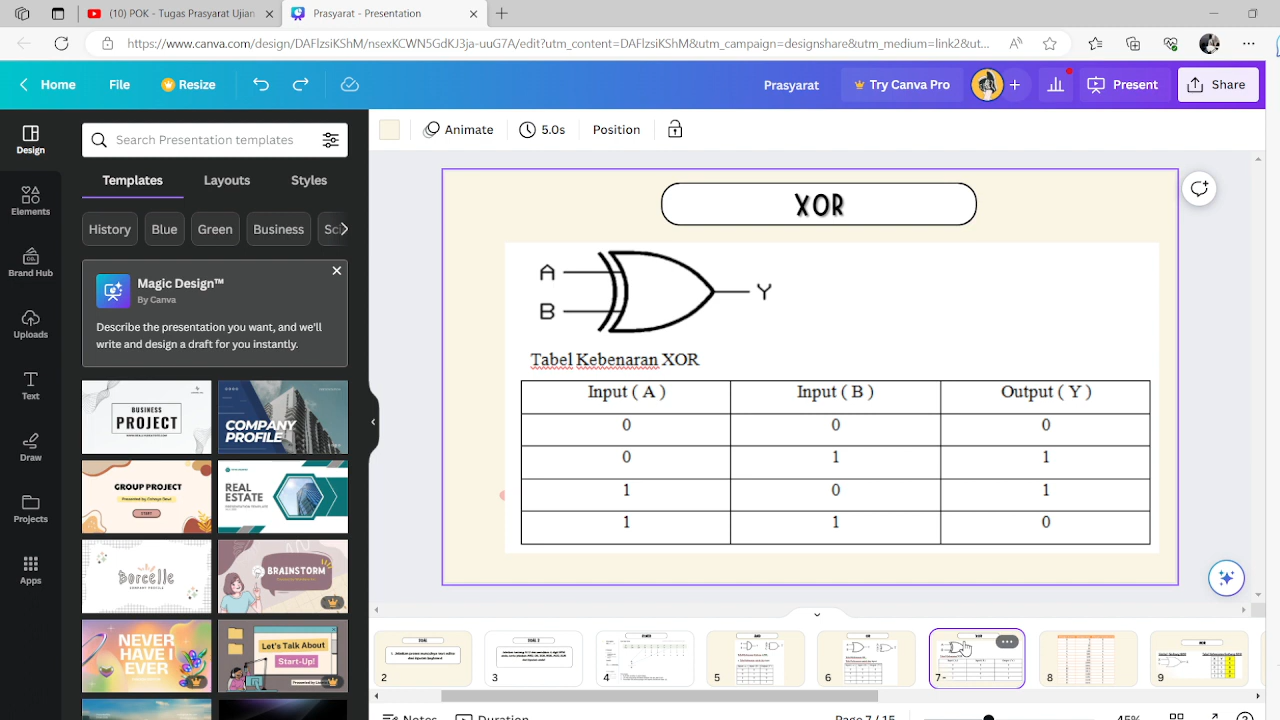 (10) POK - Tugas Prasyarat Ujian
Prasyarat - Presentation
https://www.canva.com/design/DAFlzsiKShM/nsexKCWN5GdKJ3ja-uuG7A/edit?utm_content=DAFlzsiKShM&utm_campaign=designshare&utm_medium=link2&ut...
Home
File
Resize
Prasyarat
Try Canva Pro
Present
Share
Design
Elements
Brand Hub
Uploads
Text
Draw
Projects
Apps
Search Presentation templates
Templates
Layouts
Styles
History
Blue
Green
Business
Magic Design™
By Canva
Describe the presentation you want, and we'll
write and design a draft for you instantly.
BUSINESS
PROJECT
COMPANY
PROFILE
GROUP PROJECT
START
REAL
ESTATE
Borcelle
COMPANY PROFILE
BRAINSTORM
NEVER
HAVE I
EVER
Let's Talk About
Start-Up!
Animate
5.0s
Position
XOR
A
B
Y
Tabel Kebenaran XOR
Input ( A )
Input ( B )
Output ( Y )
0 0 0
0 1 1
1 0 1
1 1 0
2
3
4
5
6
7
8
9
Notes
Duration
Page 7 / 15
45%